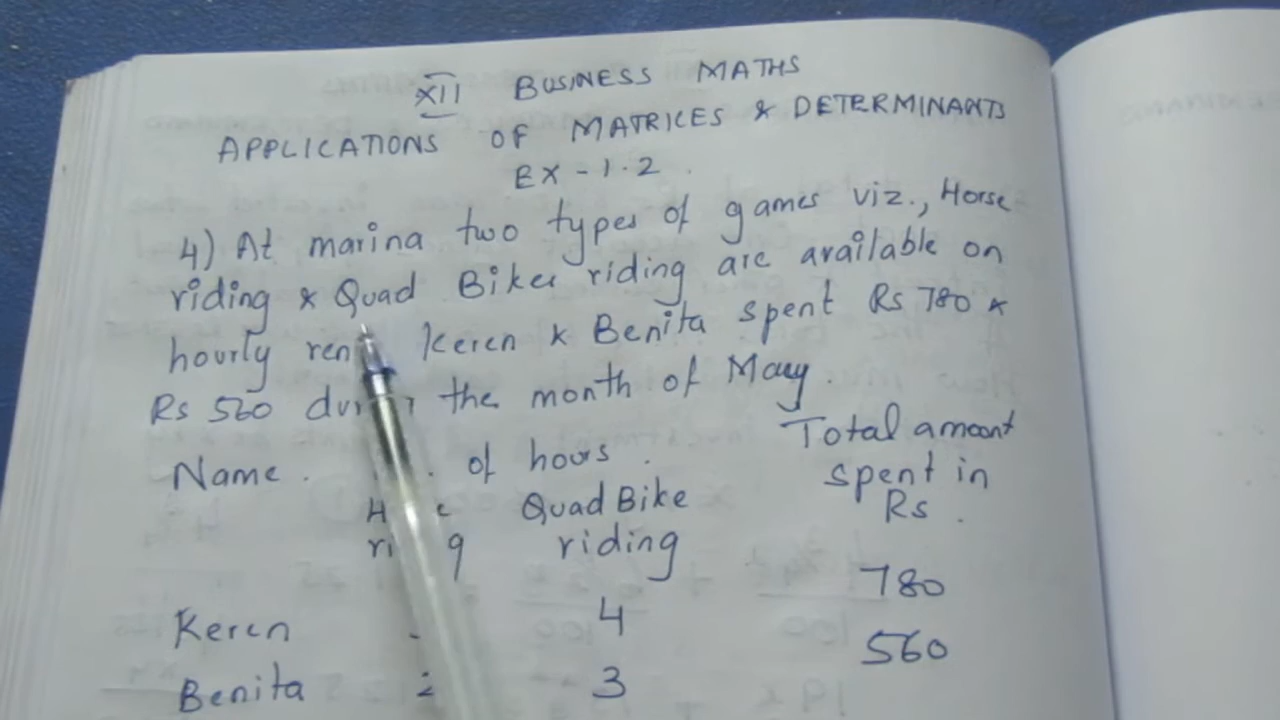 XII BUSINESS MATHS
APPLICATIONS OF MATRICES & DETERMINANTS
EX - 1.2
4) At marina two types of games viz., Horse
riding & Quad Bikes riding are available on
hourly ren Keren & Benita spent Rs 780 &
Rs 560 during the month of May.
Name. of hours. Total amount
spent in
Rs.
Quad Bike
riding
Keren 4 780
Benita 3 560